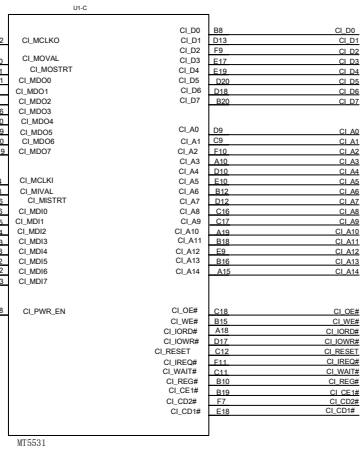 U1-C
CI_D0 B8 CI_D0
CI_MCLKO CI_D1 D13 CI_D1
CI_D2 F9 CI_D2
CI_MOVAL CI_D3 E17 CI_D3
CI_MOSTRT CI_D4 E19 CI_D4
CI_MDO0 CI_D5 D20 CI_D5
CI_MDO1 CI_D6 D18 CI_D6
CI_MDO2 CI_D7 B20 CI_D7
CI_MDO3
CI_MDO4
CI_MDO5 CI_A0 D9 CI_A0
CI_MDO6 CI_A1 C9 CI_A1
CI_MDO7 CI_A2 F10 CI_A2
CI_A3 A10 CI_A3
CI_A4 D10 CI_A4
CI_MCLKI CI_A5 E10 CI_A5
CI_MIVAL CI_A6 B12 CI_A6
CI_MISTRT CI_A7 D12 CI_A7
CI_MDI0 CI_A8 C16 CI_A8
CI_MDI1 CI_A9 C17 CI_A9
CI_MDI2 CI_A10 A19 CI_A10
CI_MDI3 CI_A11 B18 CI_A11
CI_MDI4 CI_A12 E9 CI_A12
CI_MDI5 CI_A13 B16 CI_A13
CI_MDI6 CI_A14 A15 CI_A14
CI_MDI7
CI_PWR_EN CI_OE# C18 CI_OE#
CI_WE# B15 CI_WE#
CI_IORD# A18 CI_IORD#
CI_IOWR# D17 CI_IOWR#
CI_RESET C12 CI_RESET
CI_IREQ# F11 CI_IREQ#
CI_WAIT# C11 CI_WAIT#
CI_REG# B10 CI_REG#
CI_CE1# B19 CI_CE1#
CI_CD2# F7 CI_CD2#
CI_CD1# E18 CI_CD1#
MT5531